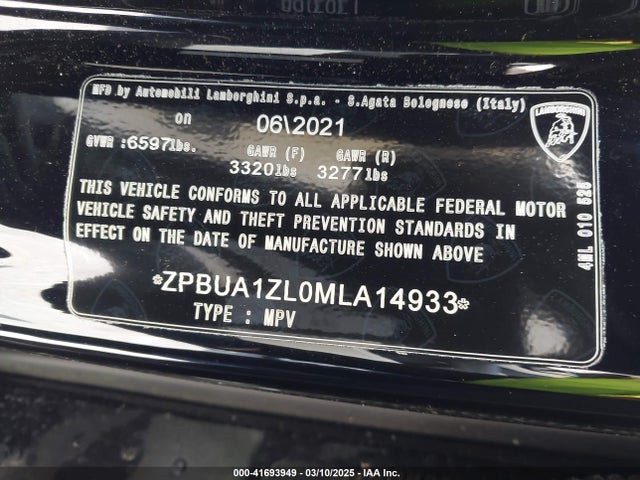 MFD by Automobili Lamborghini S.p.a. - S.Agata Bolognese (Italy)
on 06\2021
GVWR :6597lbs. GAWR (F) GAWR (R)
3320lbs 3277lbs
THIS VEHICLE CONFORMS TO ALL APPLICABLE FEDERAL MOTOR
VEHICLE SAFETY AND THEFT PREVENTION STANDARDS IN
EFFECT ON THE DATE OF MANUFACTURE SHOWN ABOVE
*ZPBUA1ZL0MLA14933*
TYPE : MPV
LAMBORGHINI
4ML 010 526
000-41693949 - 03/10/2025 - IAA Inc.